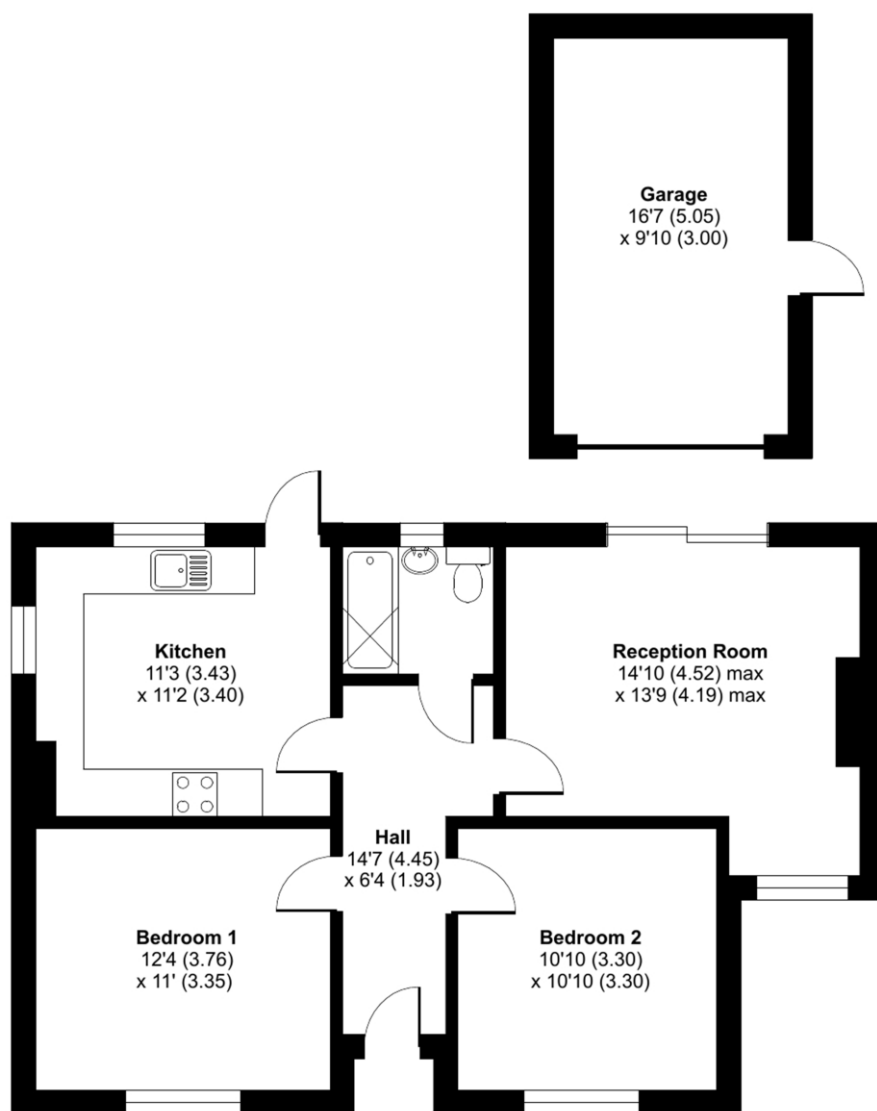 Garage
16'7 (5.05)
x 9'10 (3.00)
Kitchen
11'3 (3.43)
x 11'2 (3.40)
Reception Room
14'10 (4.52) max
x 13'9 (4.19) max
Hall
14'7 (4.45)
x 6'4 (1.93)
Bedroom 1
12'4 (3.76)
x 11' (3.35)
Bedroom 2
10'10 (3.30)
x 10'10 (3.30)